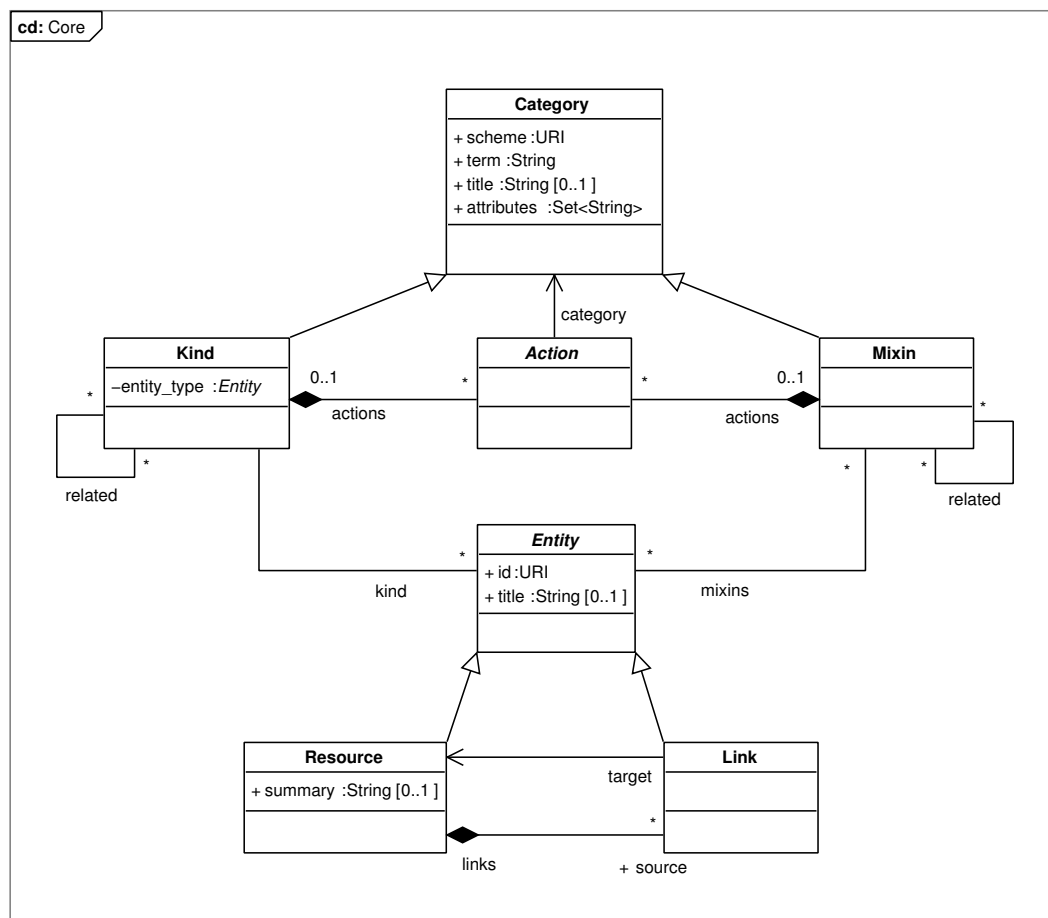 cd: Core
Category
+ scheme :URI
+ term :String
+ title :String [0..1 ]
+ attributes :Set<String>
category
Kind
–entity_type :Entity
0..1
*
actions
Action
*
0..1
actions
Mixin
*
*
related
*
*
related
*
kind
Entity
+ id :URI
+ title :String [0..1 ]
*
*
mixins
Resource
+ summary :String [0..1 ]
target
Link
*
links
+ source